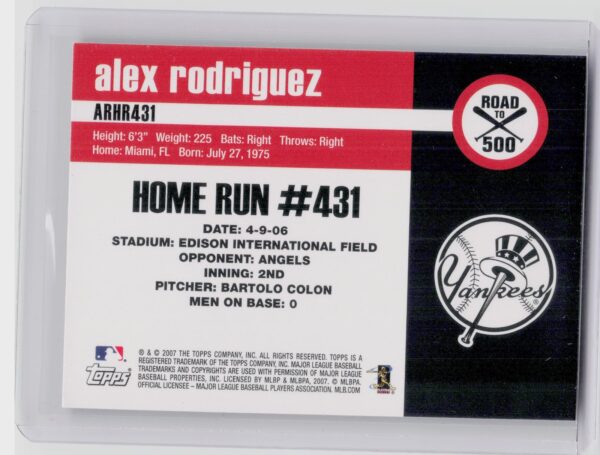 alex rodriguez
ARHR431
Height: 6'3" Weight: 225 Bats: Right Throws: Right
Home: Miami, FL Born: July 27, 1975
ROAD
TO
500
HOME RUN #431
DATE: 4-9-06
STADIUM: EDISON INTERNATIONAL FIELD
OPPONENT: ANGELS
INNING: 2ND
PITCHER: BARTOLO COLON
MEN ON BASE: 0
Yankees®
topps
® & © 2007 THE TOPPS COMPANY, INC. ALL RIGHTS RESERVED. TOPPS IS A
REGISTERED TRADEMARK OF THE TOPPS COMPANY, INC. MAJOR LEAGUE BASEBALL
TRADEMARKS AND COPYRIGHTS ARE USED WITH PERMISSION OF MAJOR LEAGUE
BASEBALL PROPERTIES, INC. LICENSED BY MLBP & MLBPA, 2007. © MLBPA.
OFFICIAL LICENSEE – MAJOR LEAGUE BASEBALL PLAYERS ASSOCIATION. MLB.COM